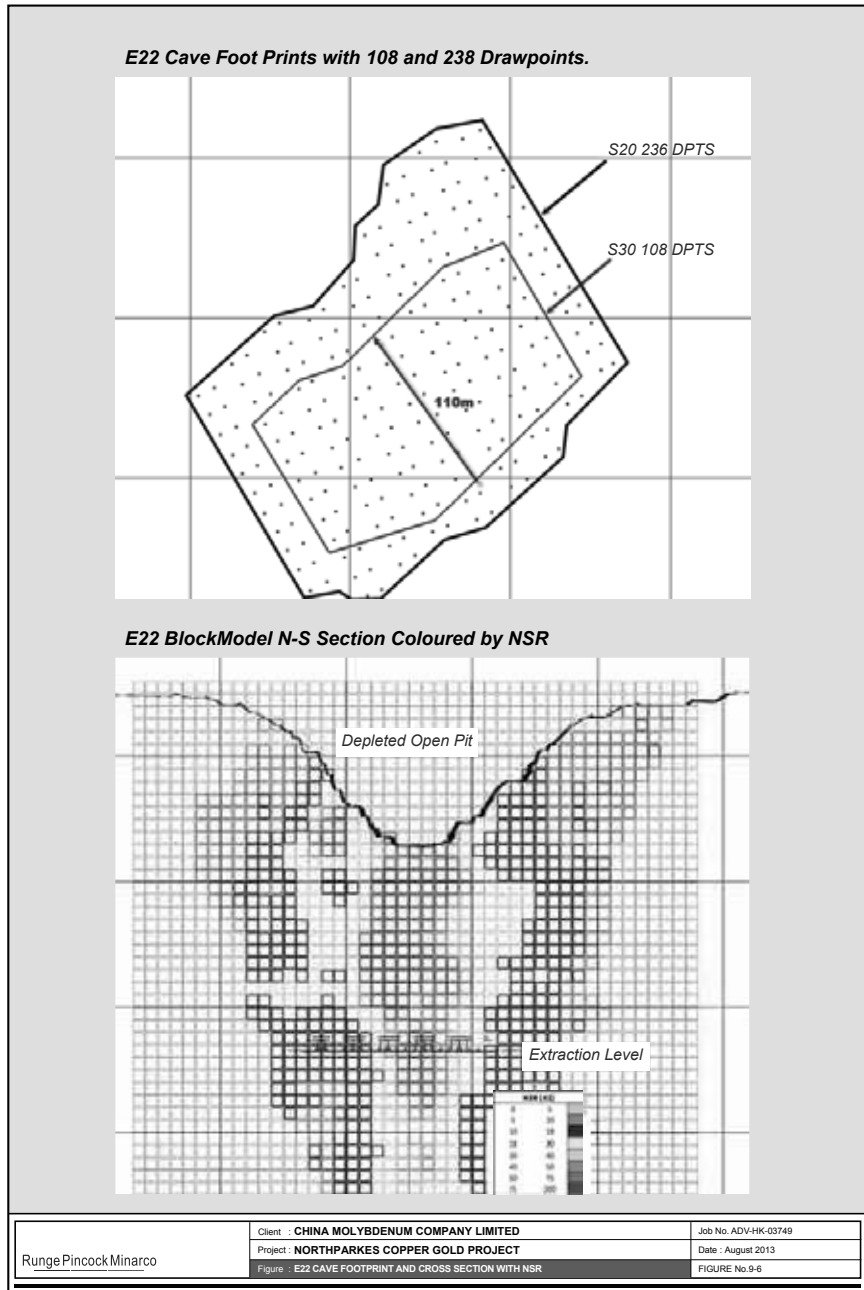 E22 Cave Foot Prints with 108 and 238 Drawpoints.
S20 236 DPTS
S30 108 DPTS
110m
E22 BlockModel N-S Section Coloured by NSR
Depleted Open Pit
Extraction Level
RungePincockMinarco
Client : CHINA MOLYBDENUM COMPANY LIMITED
Job No. ADV-HK-03749
Project : NORTHPARKES COPPER GOLD PROJECT
Date : August 2013
Figure : E22 CAVE FOOTPRINT AND CROSS SECTION WITH NSR
FIGURE No.9-6